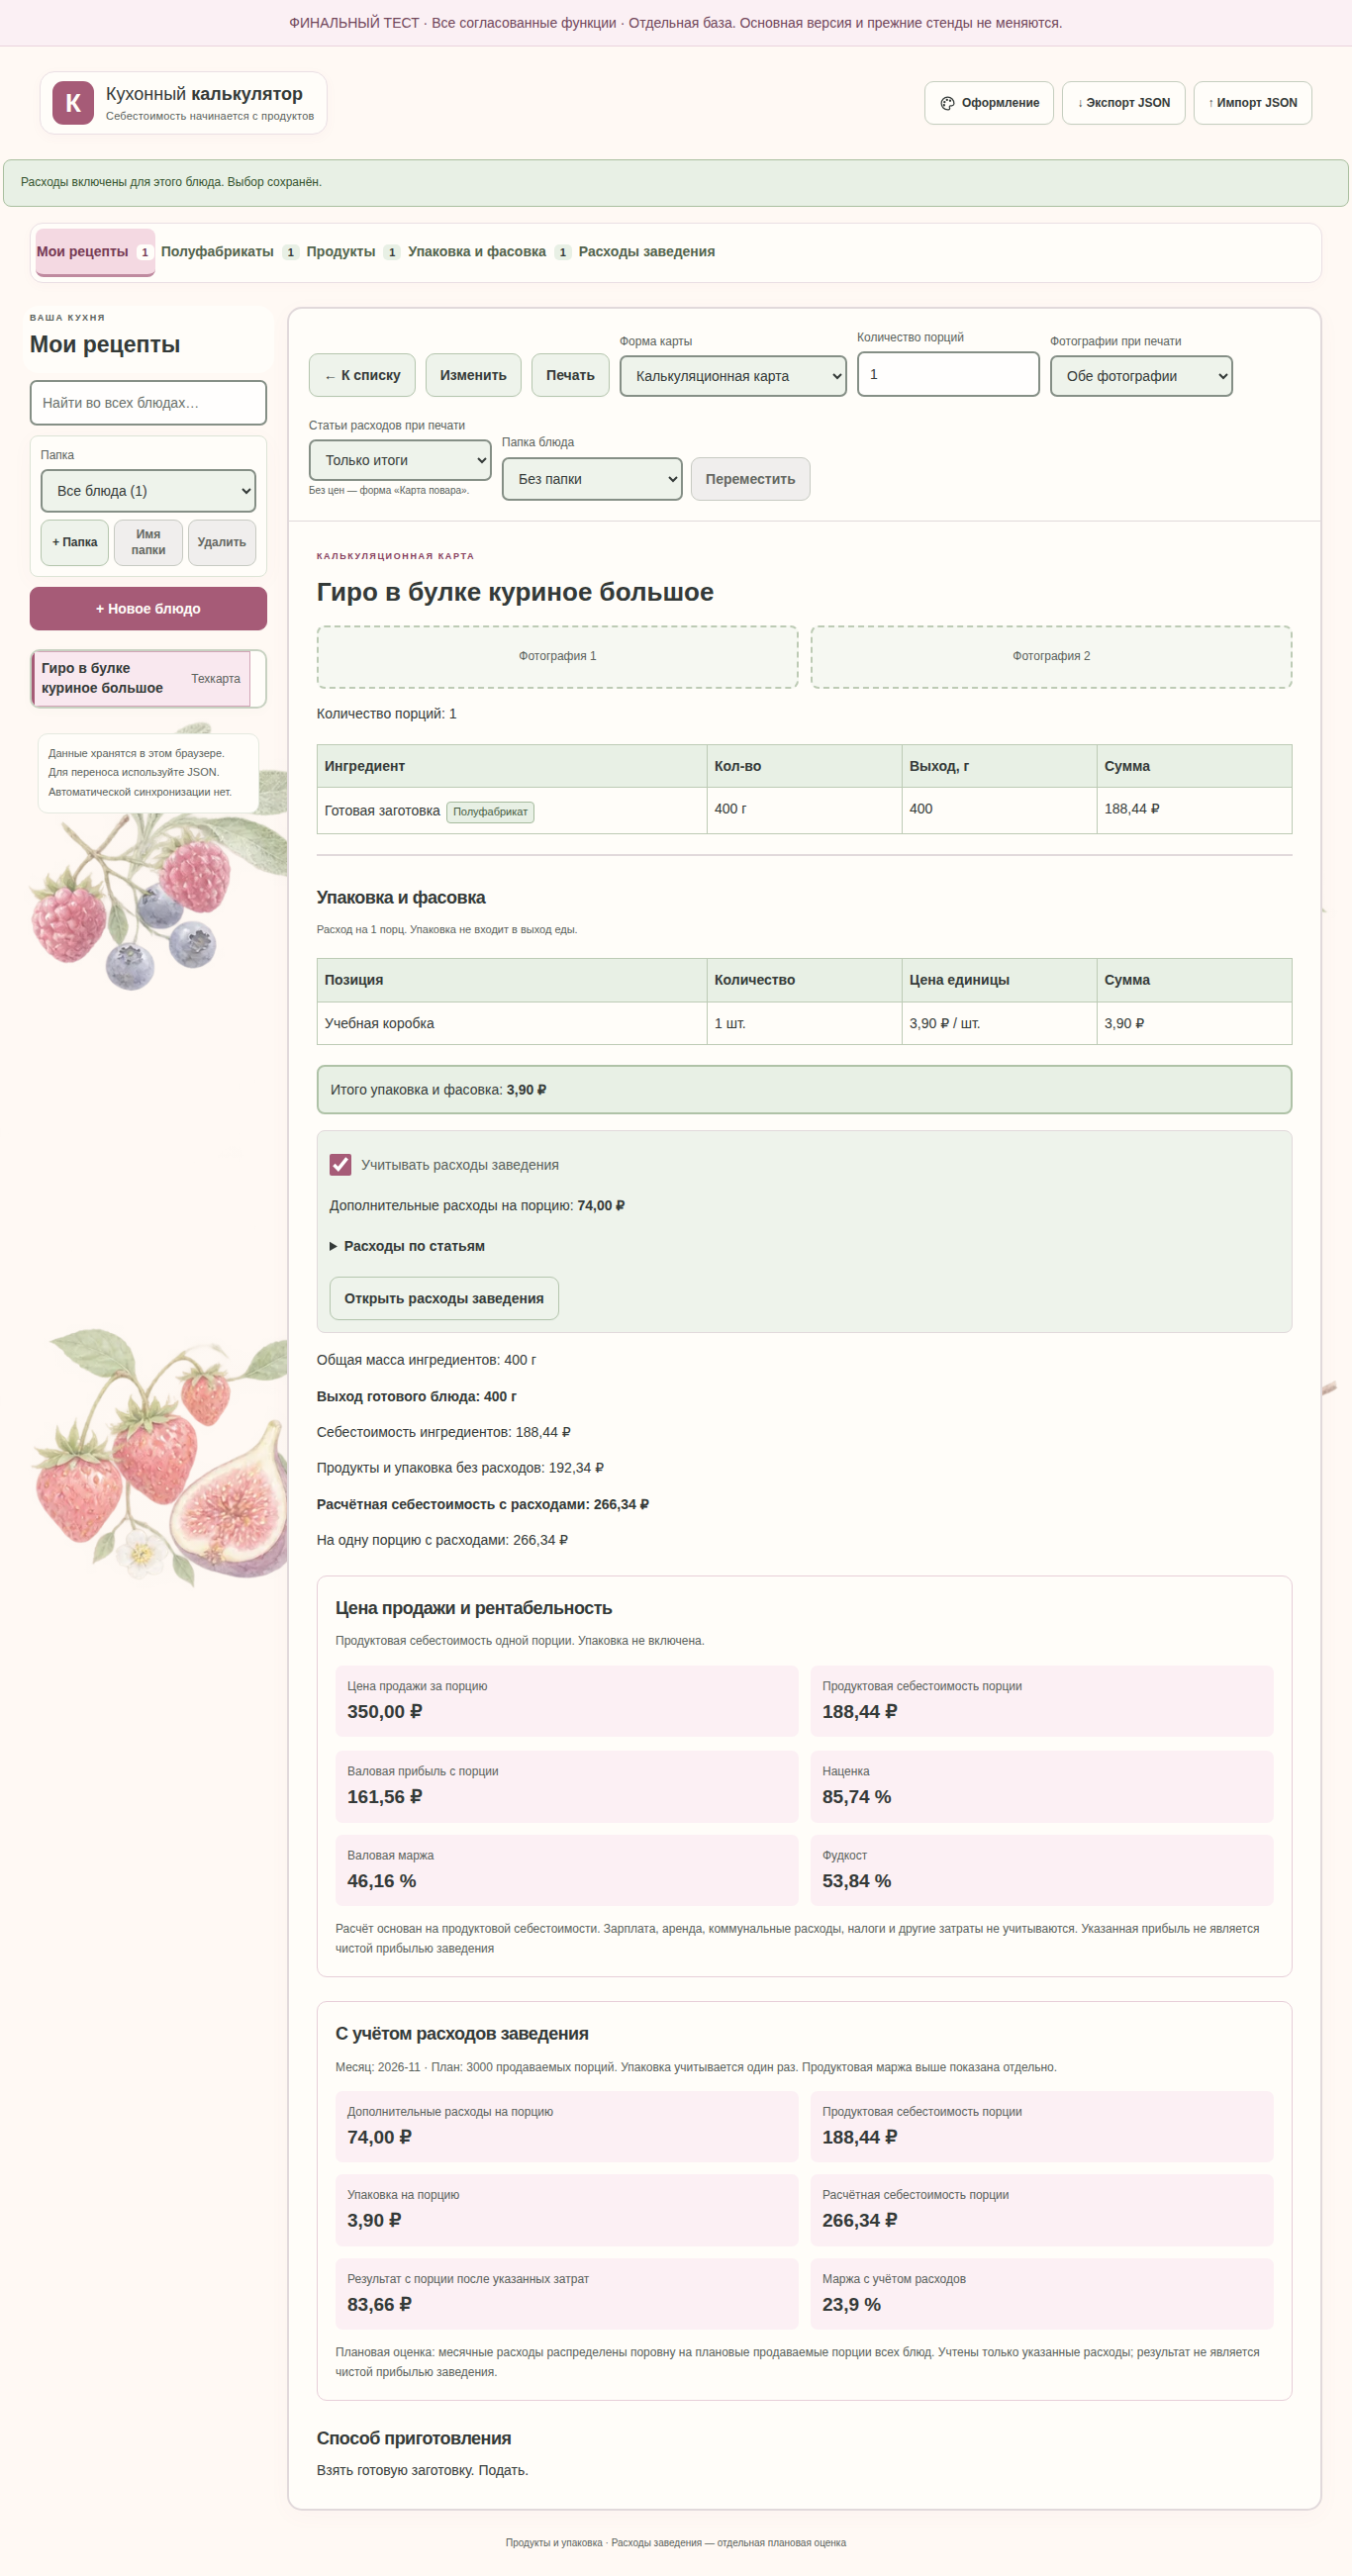 ФИНАЛЬНЫЙ ТЕСТ · Все согласованные функции · Отдельная база. Основная версия и прежние стенды не меняются.
К
Кухонный калькулятор
Себестоимость начинается с продуктов
Оформление
↓ Экспорт JSON
↑ Импорт JSON
Расходы включены для этого блюда. Выбор сохранён.
Мои рецепты 1 Полуфабрикаты 1 Продукты 1 Упаковка и фасовка 1 Расходы заведения
ВАША КУХНЯ
Мои рецепты
Найти во всех блюдах…
Папка
Все блюда (1)
+ Папка
Имя папки
Удалить
+ Новое блюдо
Гиро в булке
куриное большое
Техкарта
Данные хранятся в этом браузере.
Для переноса используйте JSON.
Автоматической синхронизации нет.
← К списку
Изменить
Печать
Форма карты
Калькуляционная карта
Количество порций
1
Фотографии при печати
Обе фотографии
Статьи расходов при печати
Только итоги
Без цен — форма «Карта повара».
Папка блюда
Без папки
Переместить
КАЛЬКУЛЯЦИОННАЯ КАРТА
Гиро в булке куриное большое
Фотография 1
Фотография 2
Количество порций: 1
Ингредиент Кол-во Выход, г Сумма
Готовая заготовка Полуфабрикат 400 г 400 188,44 ₽
Упаковка и фасовка
Расход на 1 порц. Упаковка не входит в выход еды.
Позиция Количество Цена единицы Сумма
Учебная коробка 1 шт. 3,90 ₽ / шт. 3,90 ₽
Итого упаковка и фасовка: 3,90 ₽
Учитывать расходы заведения
Дополнительные расходы на порцию: 74,00 ₽
▶ Расходы по статьям
Открыть расходы заведения
Общая масса ингредиентов: 400 г
Выход готового блюда: 400 г
Себестоимость ингредиентов: 188,44 ₽
Продукты и упаковка без расходов: 192,34 ₽
Расчётная себестоимость с расходами: 266,34 ₽
На одну порцию с расходами: 266,34 ₽
Цена продажи и рентабельность
Продуктовая себестоимость одной порции. Упаковка не включена.
Цена продажи за порцию
350,00 ₽
Продуктовая себестоимость порции
188,44 ₽
Валовая прибыль с порции
161,56 ₽
Наценка
85,74 %
Валовая маржа
46,16 %
Фудкост
53,84 %
Расчёт основан на продуктовой себестоимости. Зарплата, аренда, коммунальные расходы, налоги и другие затраты не учитываются. Указанная прибыль не является
чистой прибылью заведения
С учётом расходов заведения
Месяц: 2026-11 · План: 3000 продаваемых порций. Упаковка учитывается один раз. Продуктовая маржа выше показана отдельно.
Дополнительные расходы на порцию
74,00 ₽
Продуктовая себестоимость порции
188,44 ₽
Упаковка на порцию
3,90 ₽
Расчётная себестоимость порции
266,34 ₽
Результат с порции после указанных затрат
83,66 ₽
Маржа с учётом расходов
23,9 %
Плановая оценка: месячные расходы распределены поровну на плановые продаваемые порции всех блюд. Учтены только указанные расходы; результат не является
чистой прибылью заведения.
Способ приготовления
Взять готовую заготовку. Подать.
Продукты и упаковка · Расходы заведения — отдельная плановая оценка